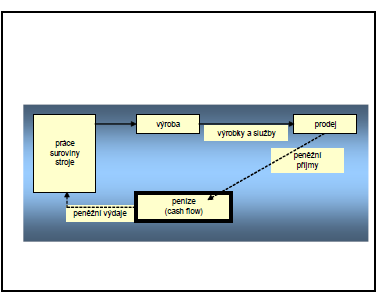 práce
suroviny
stroje
výroba
výrobky a služby
prodej
peněžní
příjmy
peníze
(cash flow)
peněžní výdaje